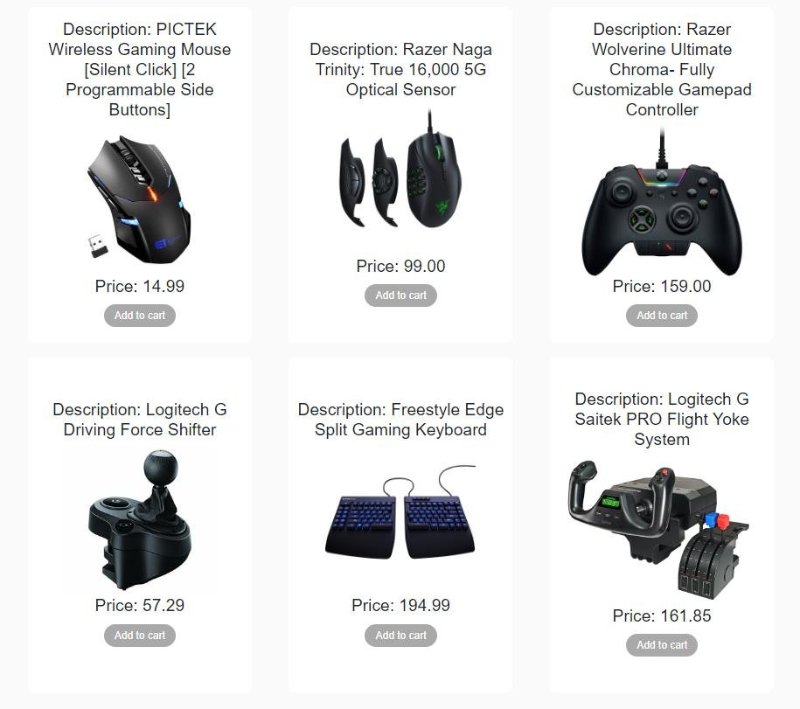 Description: PICTEK
Wireless Gaming Mouse
[Silent Click] [2
Programmable Side
Buttons]
Price: 14.99
Add to cart
Description: Razer Naga
Trinity: True 16,000 5G
Optical Sensor
Price: 99.00
Add to cart
Description: Razer
Wolverine Ultimate
Chroma- Fully
Customizable Gamepad
Controller
Price: 159.00
Add to cart
Description: Logitech G
Driving Force Shifter
Price: 57.29
Add to cart
Description: Freestyle Edge
Split Gaming Keyboard
Price: 194.99
Add to cart
Description: Logitech G
Saitek PRO Flight Yoke
System
Price: 161.85
Add to cart